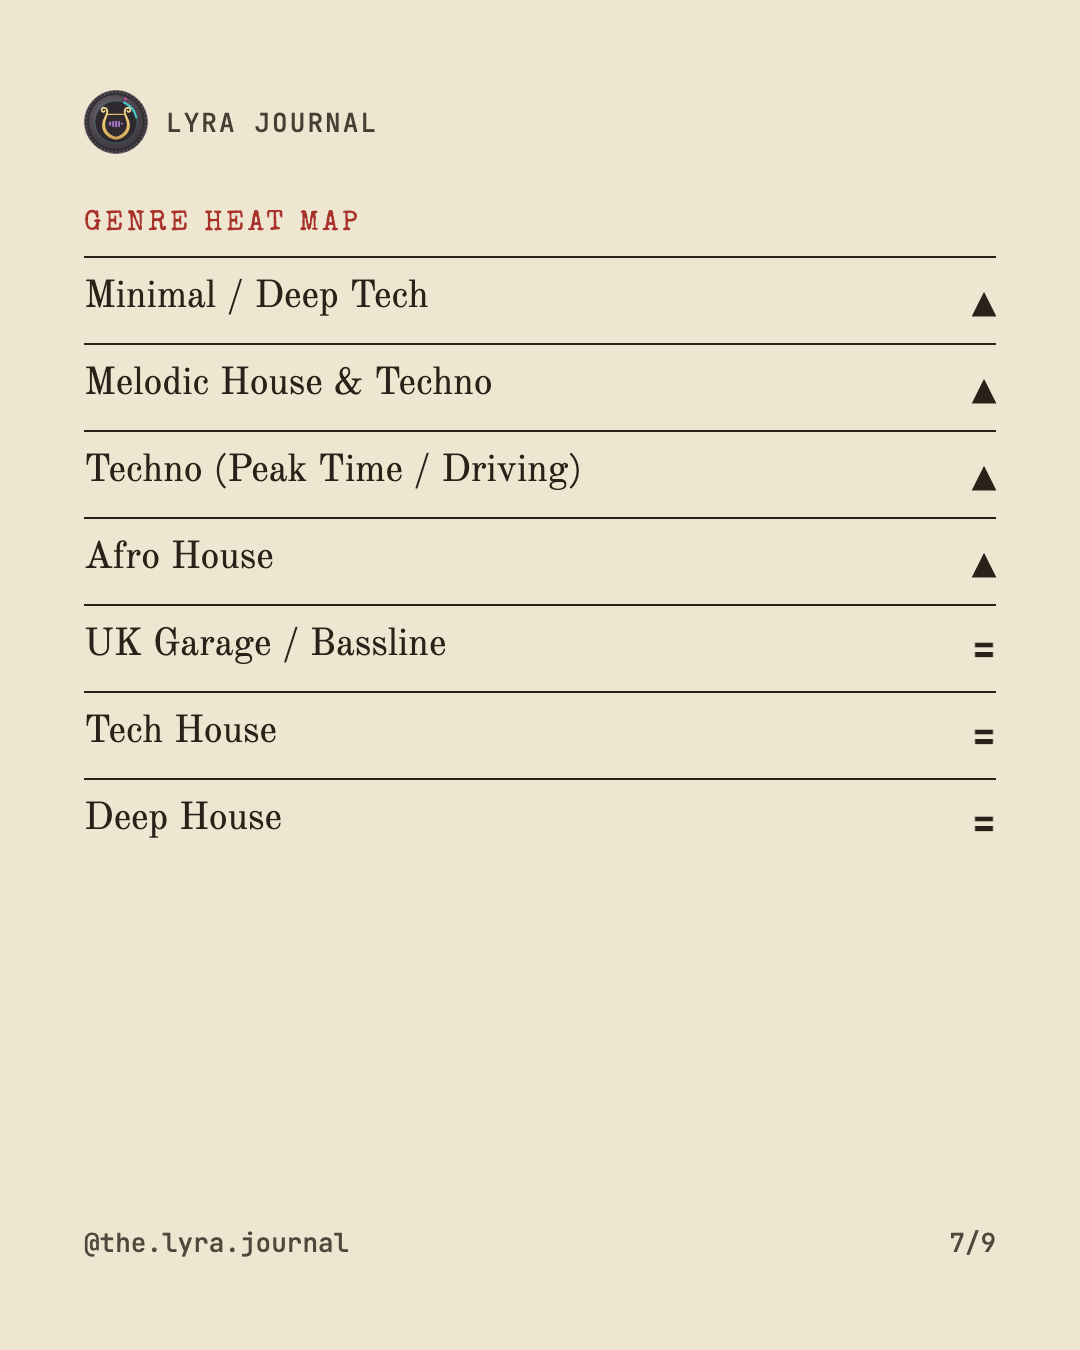 LYRA JOURNAL
GENRE HEAT MAP
Minimal / Deep Tech ▲
Melodic House & Techno ▲
Techno (Peak Time / Driving) ▲
Afro House ▲
UK Garage / Bassline =
Tech House =
Deep House =
@the.lyra.journal 7/9